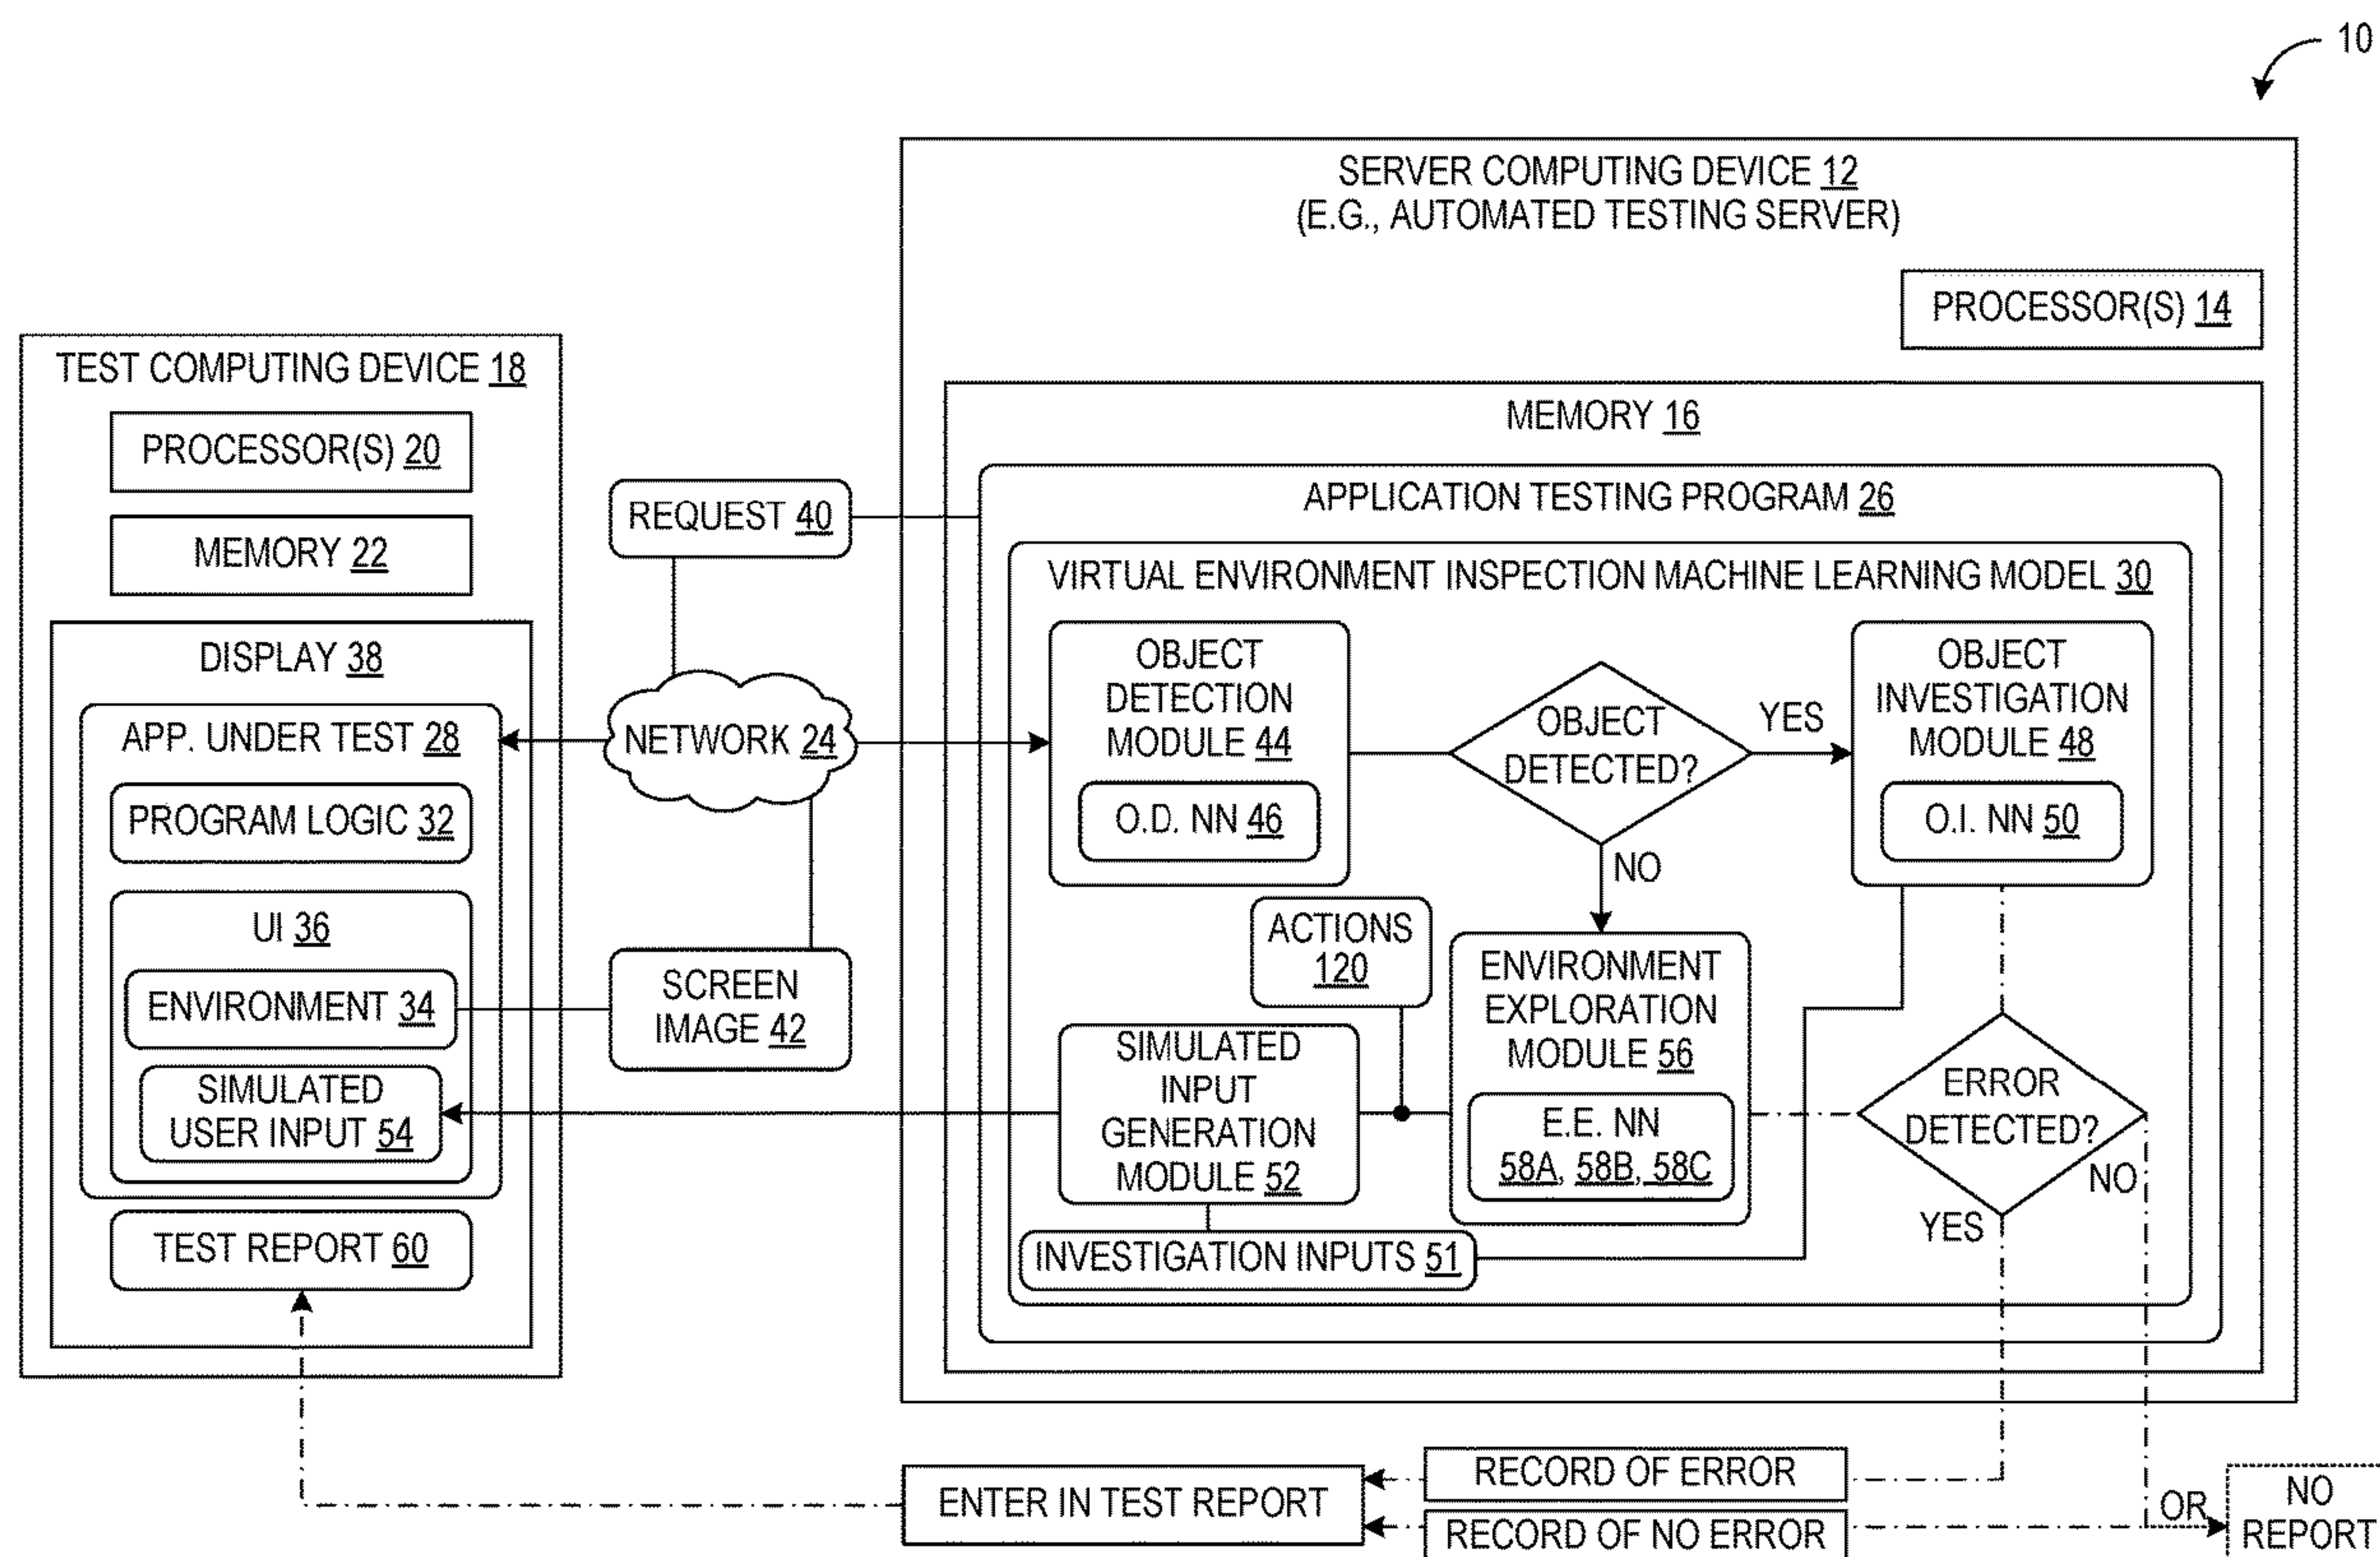 10
SERVER COMPUTING DEVICE 12
(E.G., AUTOMATED TESTING SERVER)
PROCESSOR(S) 14
TEST COMPUTING DEVICE 18
PROCESSOR(S) 20
MEMORY 22
DISPLAY 38
APP. UNDER TEST 28
PROGRAM LOGIC 32
UI 36
ENVIRONMENT 34
SIMULATED
USER INPUT 54
TEST REPORT 60
REQUEST 40
NETWORK 24
SCREEN
IMAGE 42
MEMORY 16
APPLICATION TESTING PROGRAM 26
VIRTUAL ENVIRONMENT INSPECTION MACHINE LEARNING MODEL 30
OBJECT
DETECTION
MODULE 44
O.D. NN 46
OBJECT
DETECTED?
YES
NO
OBJECT
INVESTIGATION
MODULE 48
O.I. NN 50
ACTIONS
120
ENVIRONMENT
EXPLORATION
MODULE 56
E.E. NN
58A, 58B, 58C
SIMULATED
INPUT
GENERATION
MODULE 52
INVESTIGATION INPUTS 51
ERROR
DETECTED?
NO
YES
RECORD OF ERROR
ENTER IN TEST REPORT
RECORD OF NO ERROR
OR
NO
REPORT